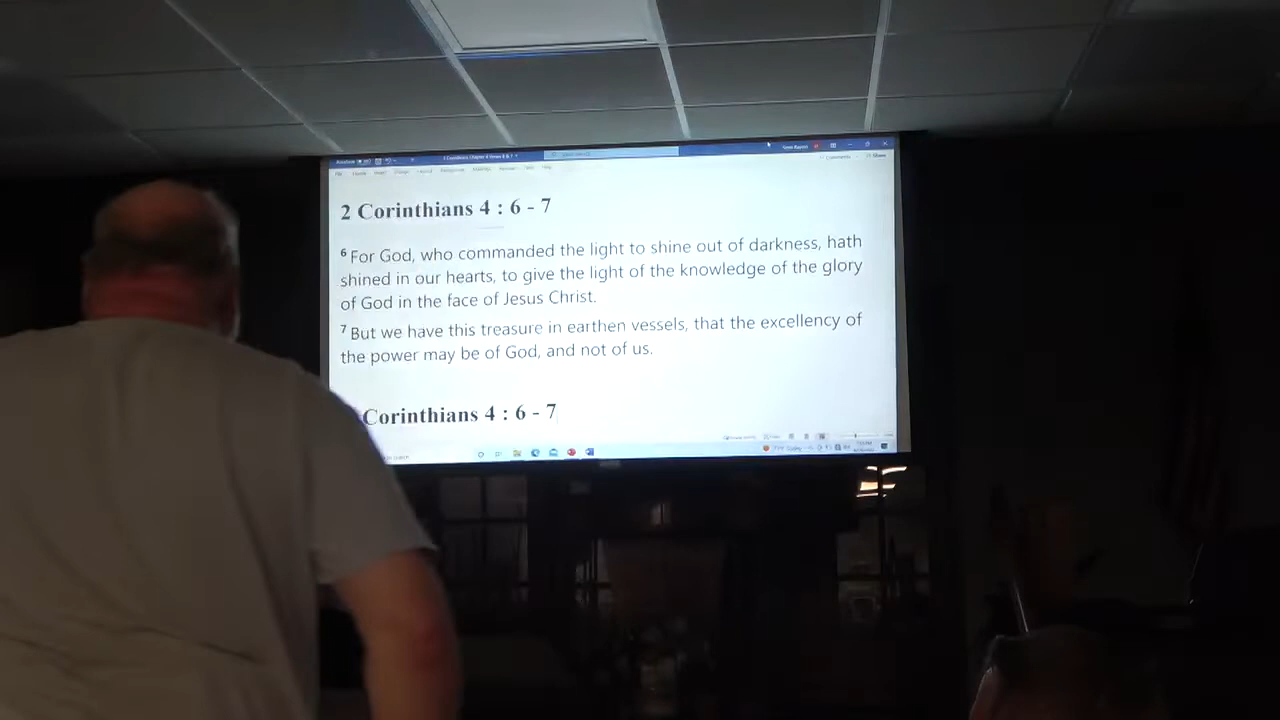 2 Corinthians 4 : 6 - 7
6 For God, who commanded the light to shine out of darkness, hath
shined in our hearts, to give the light of the knowledge of the glory
of God in the face of Jesus Christ.
7 But we have this treasure in earthen vessels, that the excellency of
the power may be of God, and not of us.
Corinthians 4 : 6 - 7